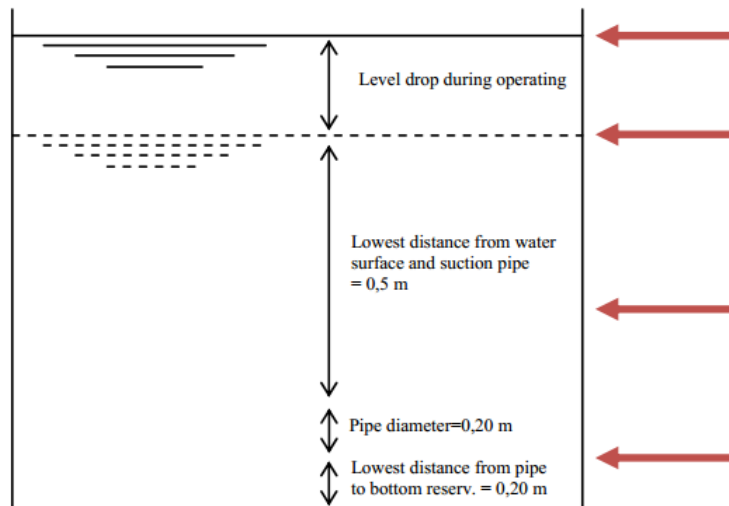 Level drop during operating
Lowest distance from water
surface and suction pipe
= 0,5 m
Pipe diameter=0,20 m
Lowest distance from pipe
to bottom reserv. = 0,20 m